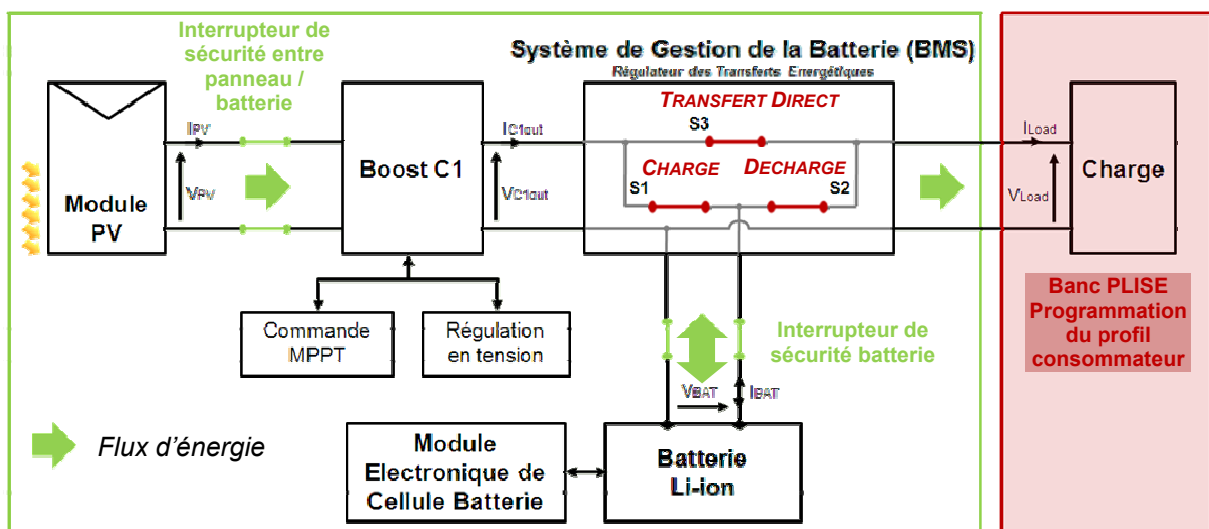 Interrupteur de
sécurité entre
panneau /
batterie
Système de Gestion de la Batterie (BMS)
Régulateur des Transferts Energétiques
TRANSFERT DIRECT
S3
CHARGE
DECHARGE
S1
S2
IPV
VPV
Module
PV
Boost C1
IC1out
VC1out
ILoad
VLoad
Charge
Commande
MPPT
Régulation
en tension
Interrupteur de
sécurité batterie
VBAT
IBAT
Banc PLISE
Programmation
du profil
consommateur
Flux d’énergie
Module
Electronique de
Cellule Batterie
Batterie
Li-ion